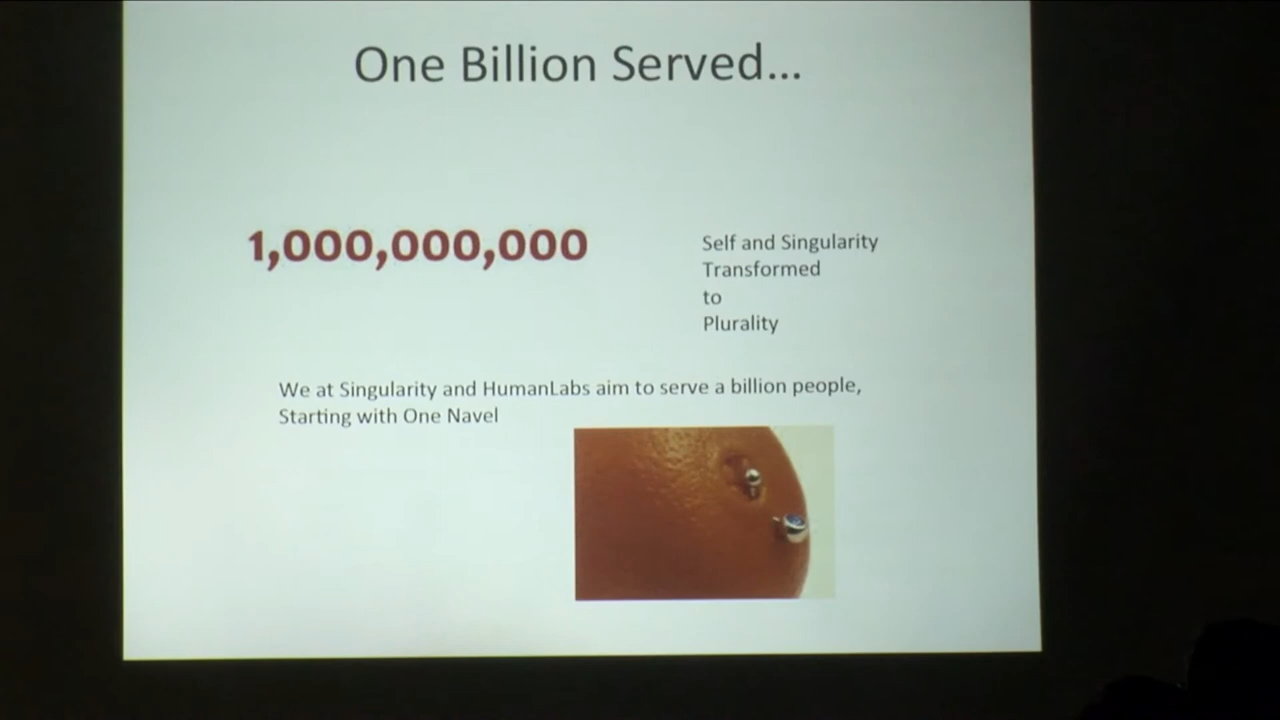 One Billion Served...
1,000,000,000
Self and Singularity
Transformed
to
Plurality
We at Singularity and HumanLabs aim to serve a billion people,
Starting with One Navel